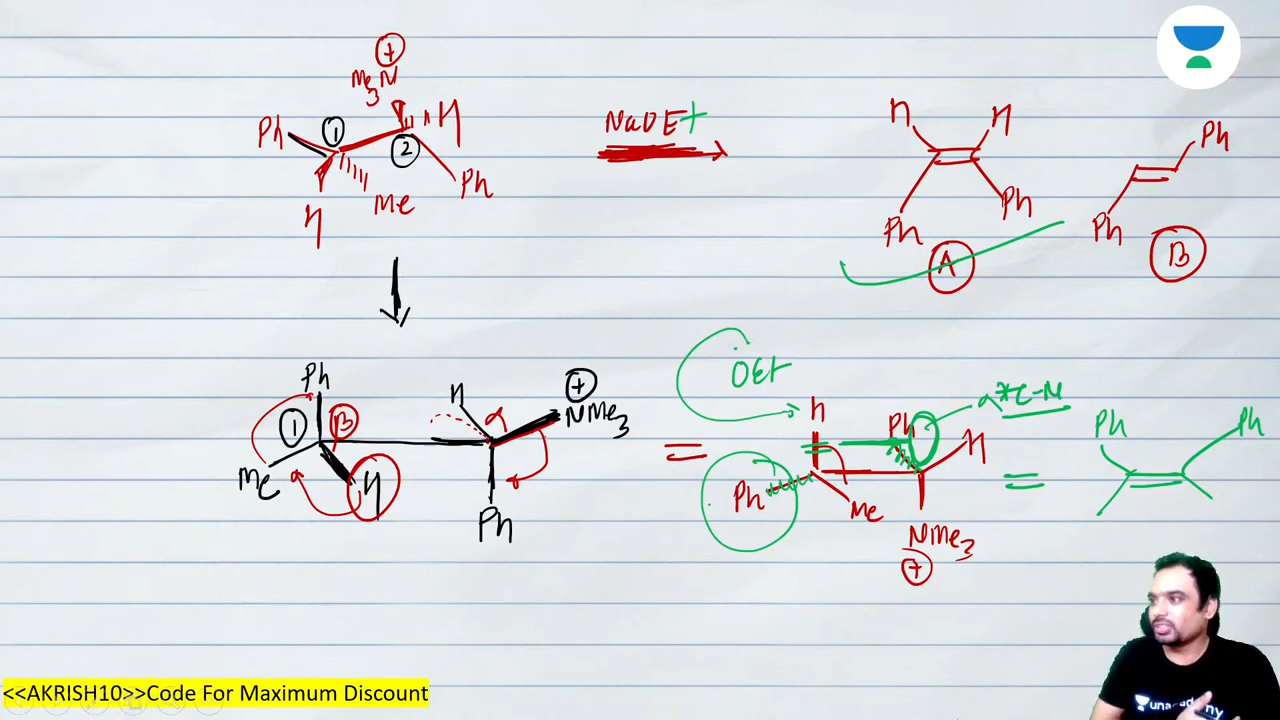 +
Me3N
H
Ph
1
2
Me
H
Ph
NaOEt
H H
Ph Ph
A
Ph
Ph
B
Ph
1 B
Me
H
H
α
+
NMe3
Ph
OEt
H
Ph
Me
Ph
H
NMe3
+
α
Ph
Ph
<<AKRISH10>>Code For Maximum Discount
unacademy